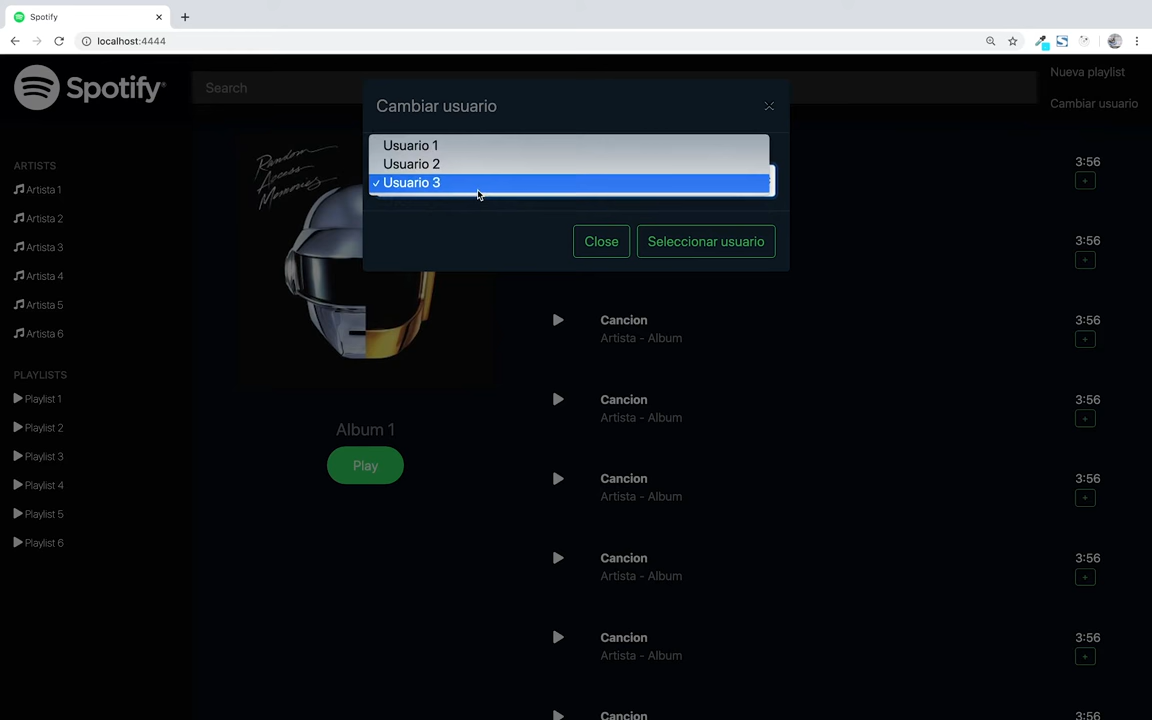 Spotify
localhost:4444
Spotify
Search
Nueva playlist
Cambiar usuario
Cambiar usuario
Usuario 1
Usuario 2
✓ Usuario 3
Close
Seleccionar usuario
ARTISTS
Artista 1
Artista 2
Artista 3
Artista 4
Artista 5
Artista 6
PLAYLISTS
Playlist 1
Playlist 2
Playlist 3
Playlist 4
Playlist 5
Playlist 6
Random
Access
Memories
Album 1
Play
3:56
+
3:56
+
Cancion
Artista - Album
3:56
+
Cancion
Artista - Album
3:56
+
Cancion
Artista - Album
3:56
+
Cancion
Artista - Album
3:56
+
Cancion
Artista - Album
3:56
+
Cancion
3:56